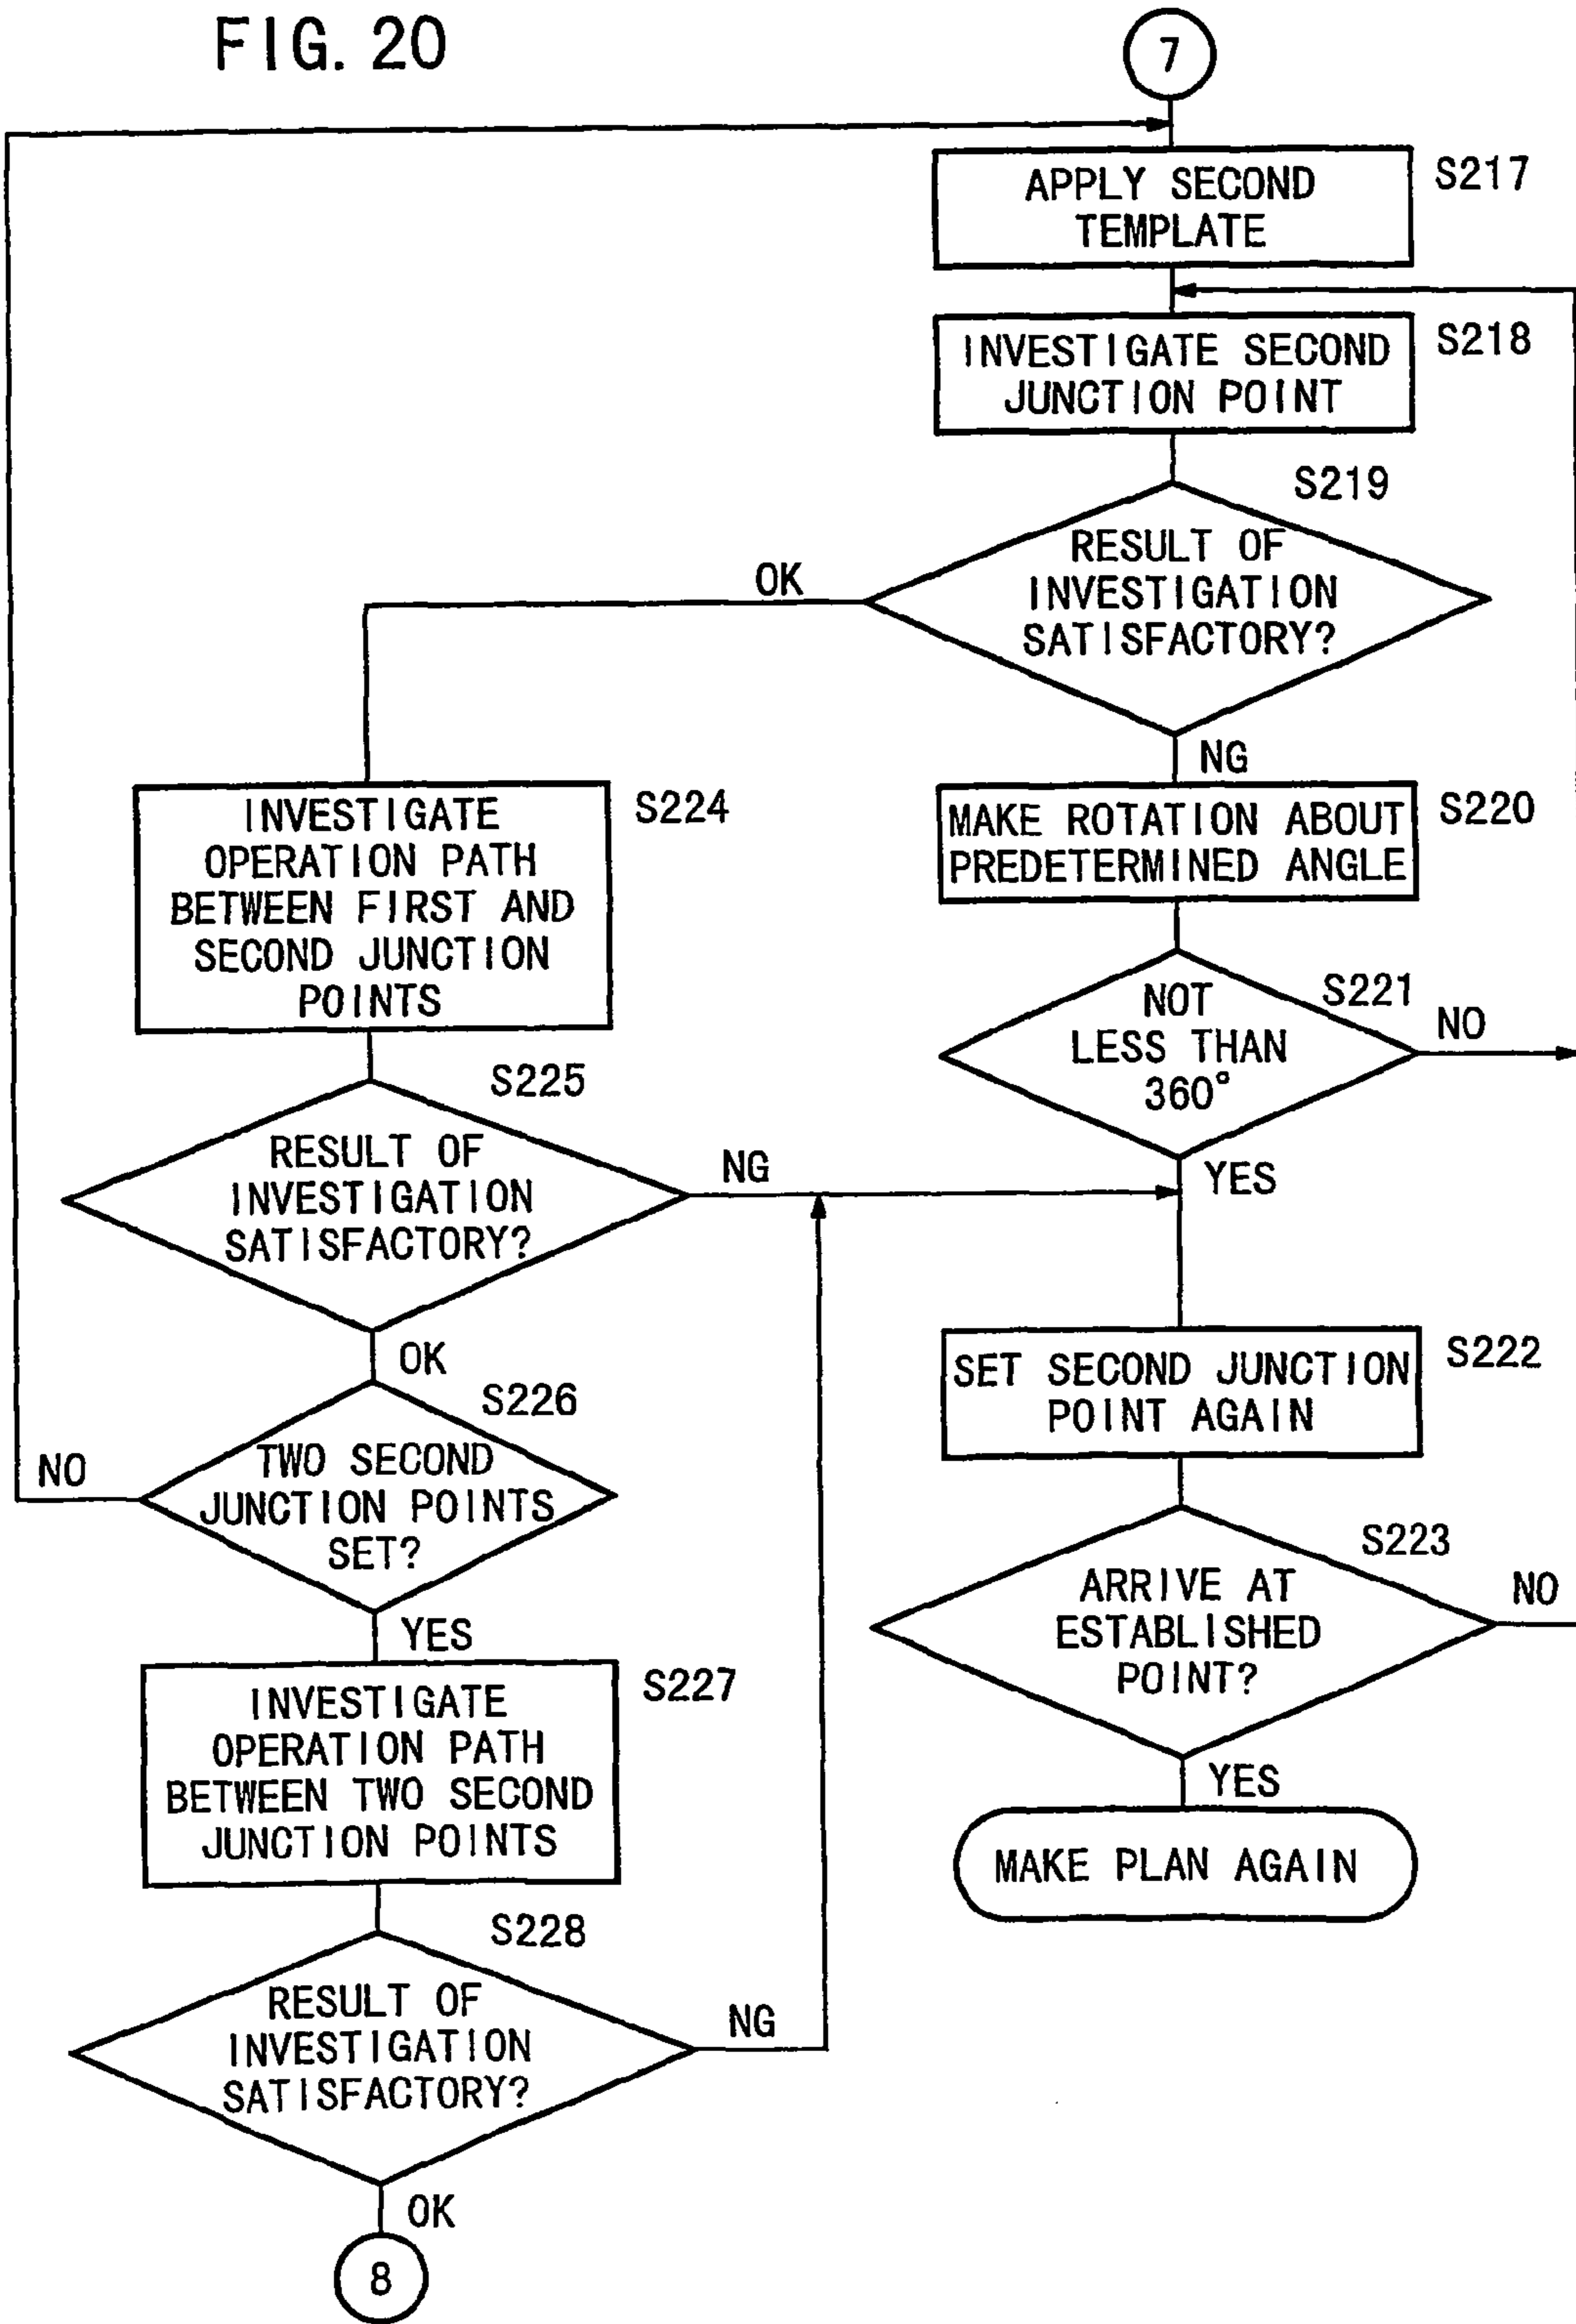 FIG. 20
7
APPLY SECOND
TEMPLATE
S217
INVESTIGATE SECOND
JUNCTION POINT
S218
S219
RESULT OF
INVESTIGATION
SATISFACTORY?
OK
NG
MAKE ROTATION ABOUT
PREDETERMINED ANGLE
S220
S221
NOT
LESS THAN
360°
NO
YES
SET SECOND JUNCTION
POINT AGAIN
S222
S223
ARRIVE AT
ESTABLISHED
POINT?
NO
YES
MAKE PLAN AGAIN
INVESTIGATE
OPERATION PATH
BETWEEN FIRST AND
SECOND JUNCTION
POINTS
S224
S225
RESULT OF
INVESTIGATION
SATISFACTORY?
NG
OK
S226
TWO SECOND
JUNCTION POINTS
SET?
NO
YES
INVESTIGATE
OPERATION PATH
BETWEEN TWO SECOND
JUNCTION POINTS
S227
S228
RESULT OF
INVESTIGATION
SATISFACTORY?
NG
OK
8